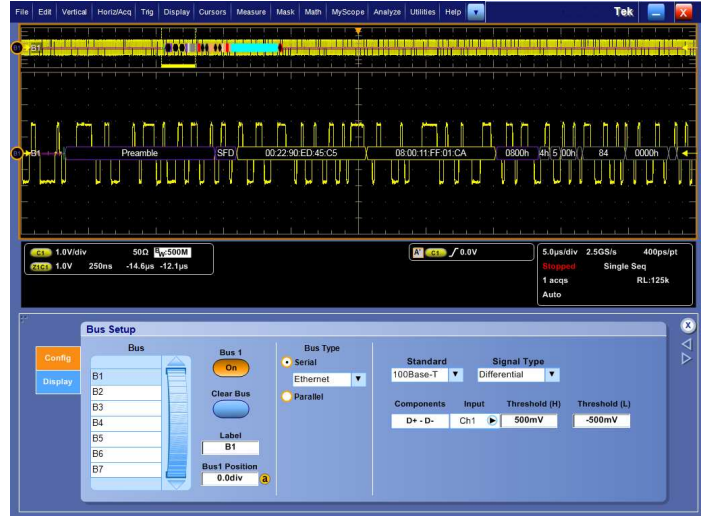 File Edit Vertical Horiz/Acq Trig Display Cursors Measure Mask Math MyScope Analyze Utilities Help Tek X
B1 B1
B1 B1 Preamble SFD 00:22:90:ED:45:C5 08:00:11:FF:01:CA 0800h 4h 5 00h 84 0000h
C1 1.0V/div 50Ω BW:500M
Z1C1 1.0V 250ns -14.6µs -12.1µs
A' C1 0.0V
5.0µs/div 2.5GS/s 400ps/pt
Stopped Single Seq
1 acqs RL:125k
Auto
Bus Setup X
Config
Display
Bus
B1
B2
B3
B4
B5
B6
B7
Bus 1
On
Clear Bus
Label
B1
Bus1 Position
0.0div a
Bus Type
Serial
Ethernet
Parallel
Standard Signal Type
100Base-T Differential
Components Input Threshold (H) Threshold (L)
D+ - D- Ch1 500mV -500mV